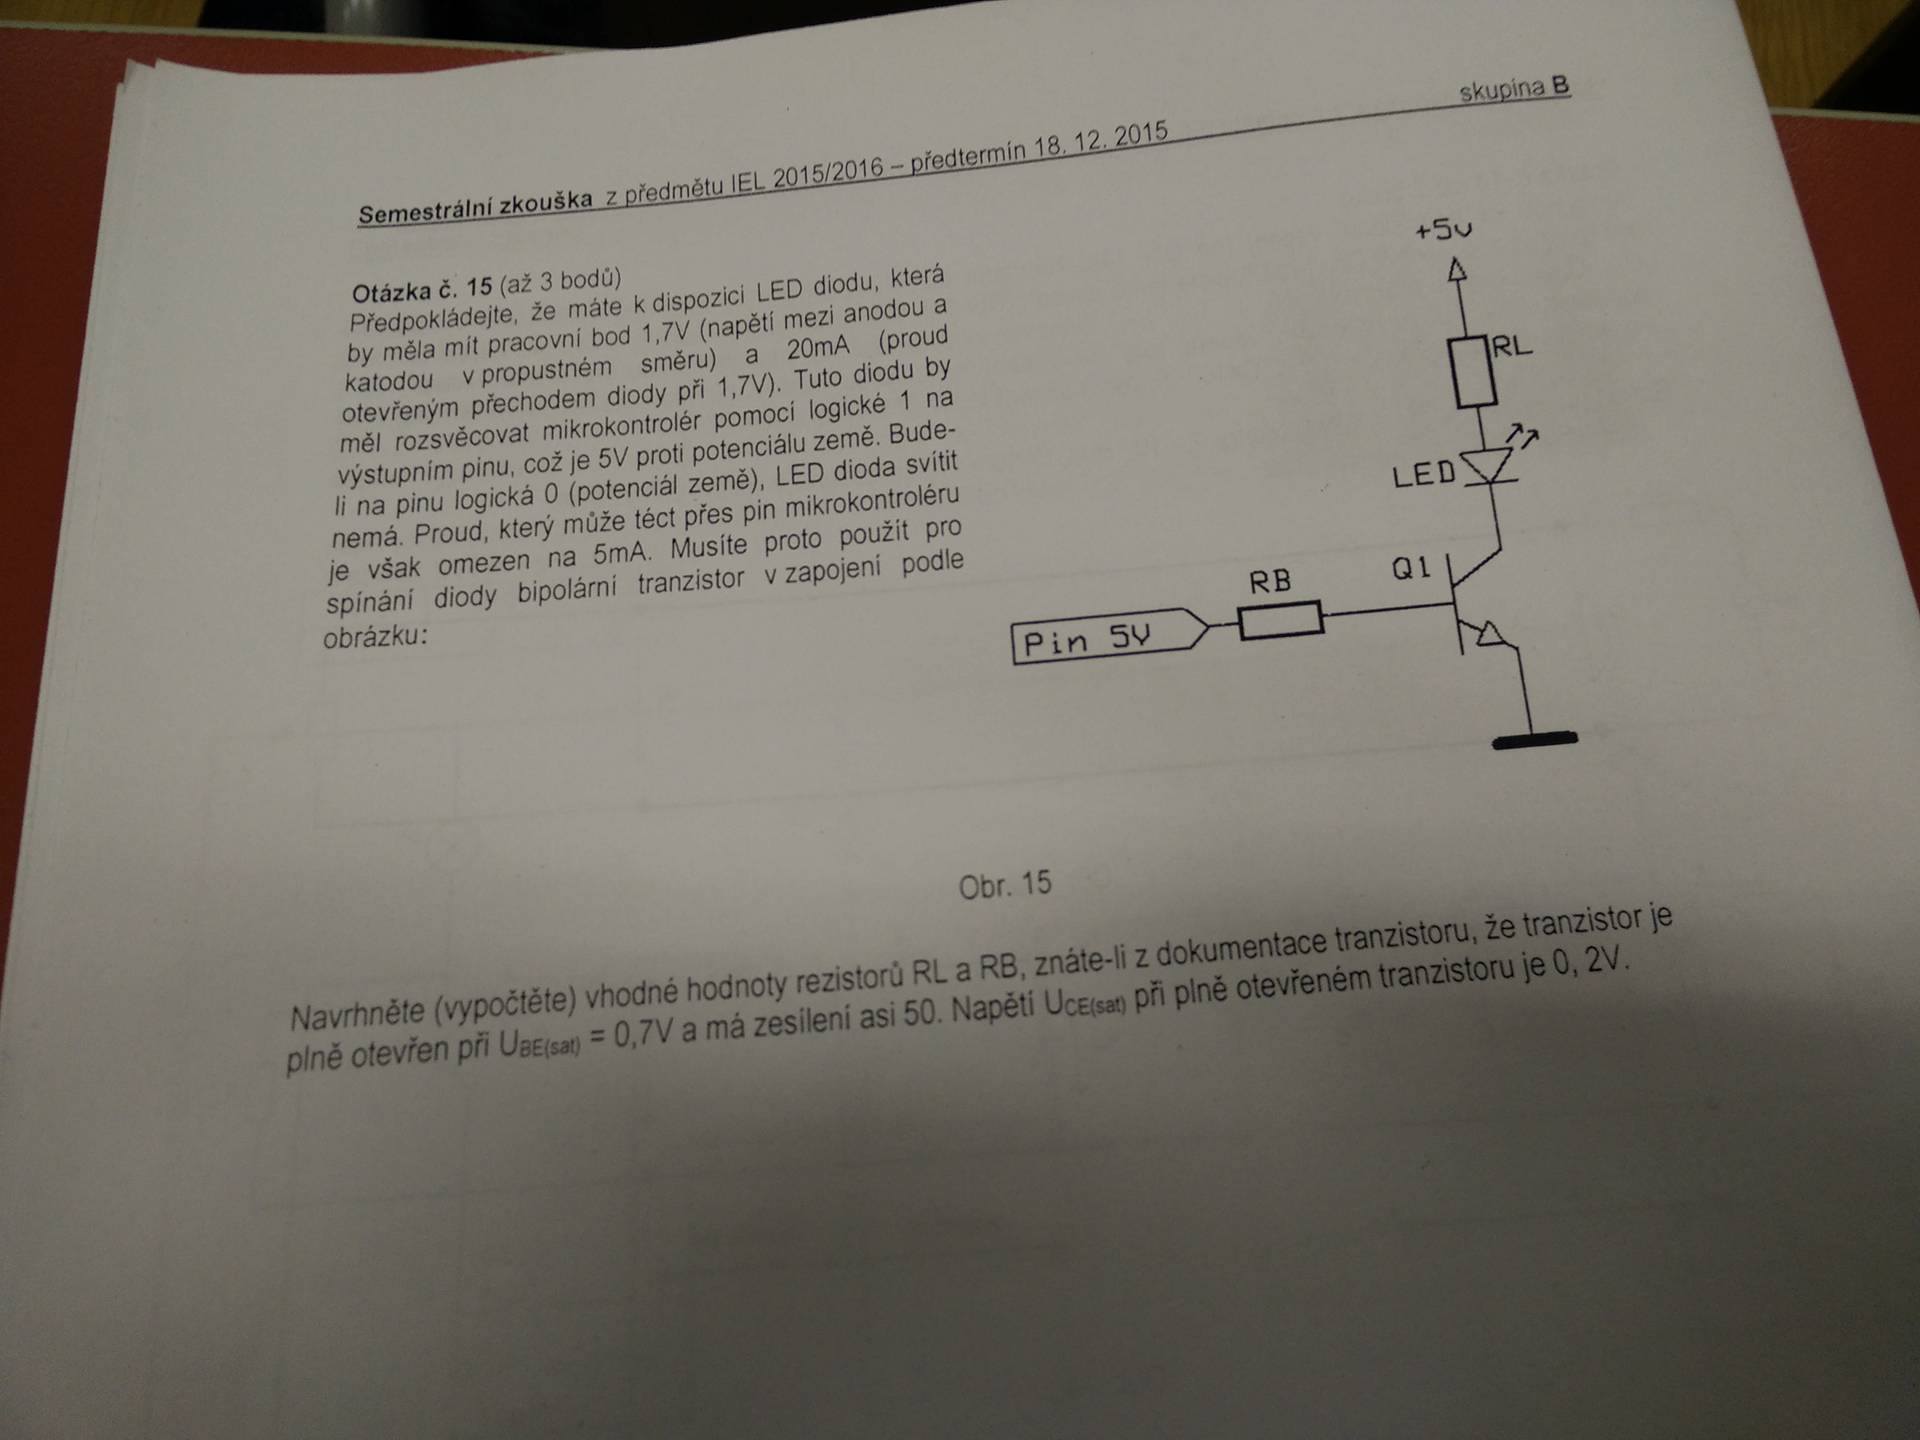 skupina B
Semestrální zkouška z předmětu IEL 2015/2016 – předtermín 18. 12. 2015
Otázka č. 15 (až 3 bodů)
Předpokládejte, že máte k dispozici LED diodu, která
by měla mít pracovní bod 1,7V (napětí mezi anodou a
katodou v propustném směru) a 20mA (proud
otevřeným přechodem diody při 1,7V). Tuto diodu by
měl rozsvěcovat mikrokontrolér pomocí logické 1 na
výstupním pinu, což je 5V proti potenciálu země. Bude-
li na pinu logická 0 (potenciál země), LED dioda svítit
nemá. Proud, který může téct přes pin mikrokontroléru
je však omezen na 5mA. Musíte proto použít pro
spínání diody bipolární tranzistor v zapojení podle
obrázku:
+5v
RL
LED
Q1
RB
Pin 5V
Obr. 15
Navrhněte (vypočtěte) vhodné hodnoty rezistorů RL a RB, znáte-li z dokumentace tranzistoru, že tranzistor je
plně otevřen při UBE(sat) = 0,7V a má zesílení asi 50. Napětí UCE(sat) při plně otevřeném tranzistoru je 0, 2V.